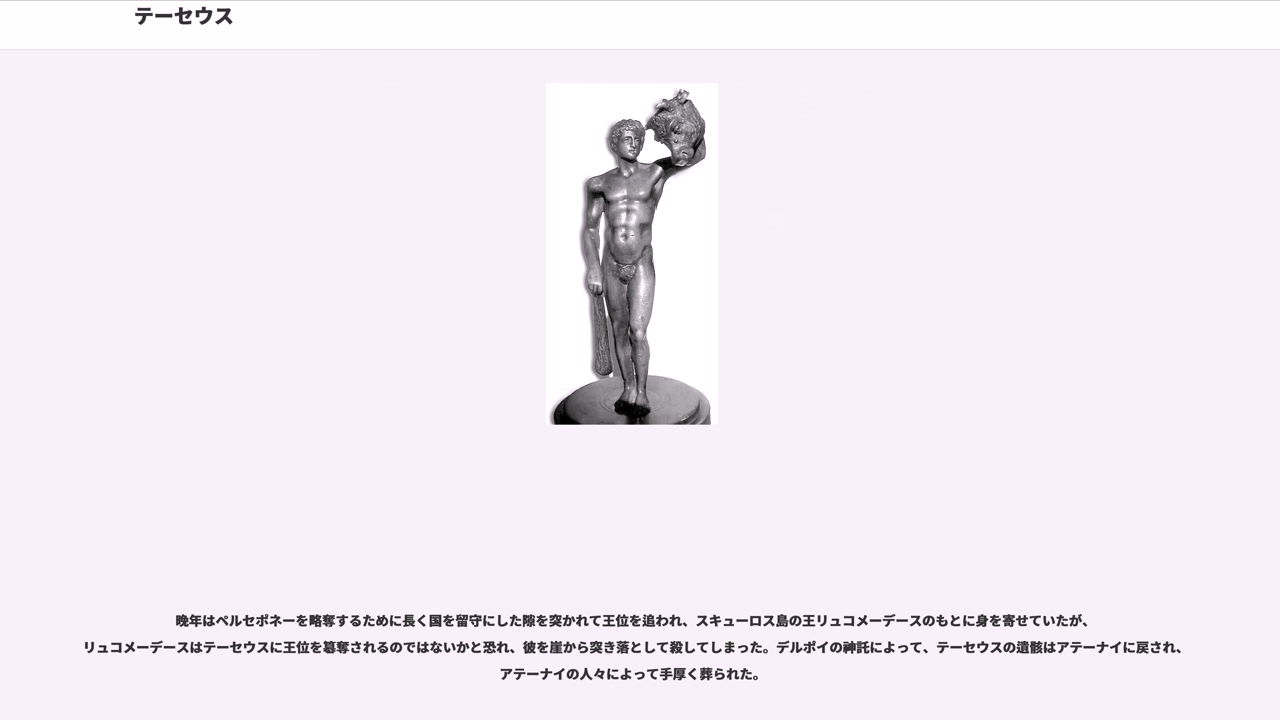 テーセウス
晩年はペルセポネーを略奪するために長く国を留守にした隙を突かれて王位を追われ、スキューロス島の王リュコメーデースのもとに身を寄せていたが、
リュコメーデースはテーセウスに王位を簒奪されるのではないかと恐れ、彼を崖から突き落として殺してしまった。デルポイの神託によって、テーセウスの遺骸はアテーナイに戻され、
アテーナイの人々によって手厚く葬られた。